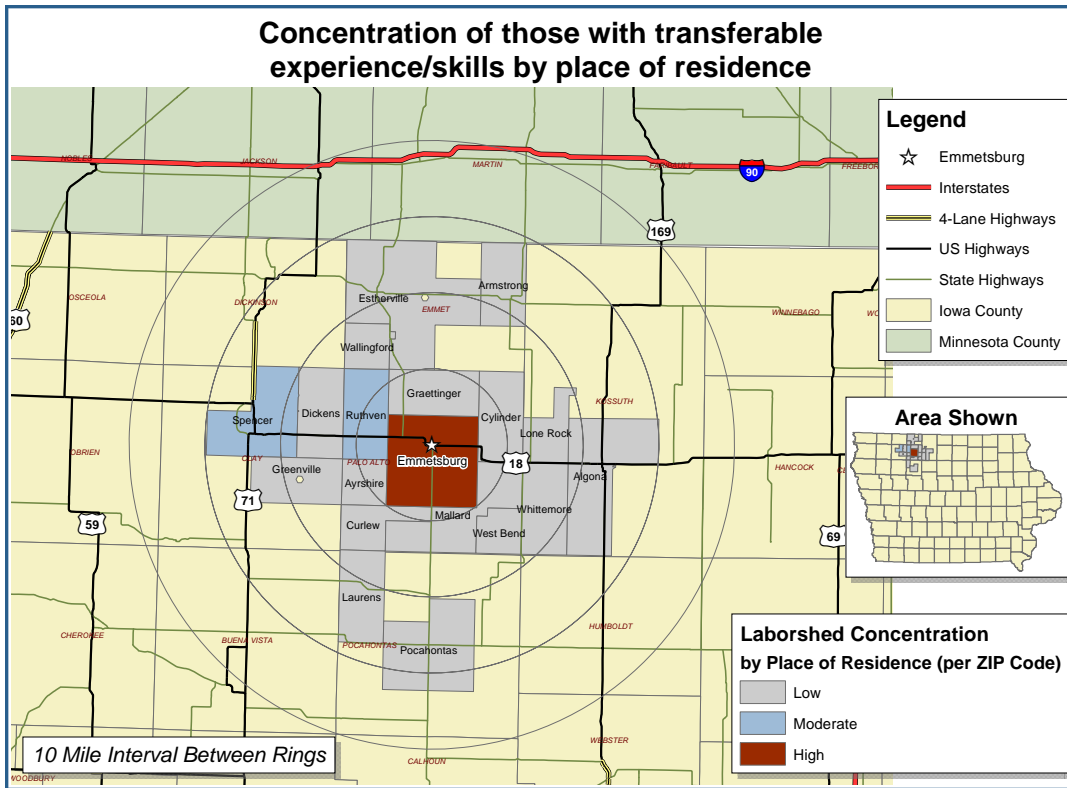 Concentration of those with transferable
experience/skills by place of residence
Legend
Emmetsburg
Interstates
4-Lane Highways
US Highways
State Highways
Iowa County
Minnesota County
NOBLES
JACKSON
MARTIN
FARIBAULT
FREEBOR
90
169
OSCEOLA
DICKINSON
Estherville
Armstrong
EMMET
WINNEBAGO
WO
60
Wallingford
Graettinger
KOSSUTH
Spencer
Dickens
Ruthven
Cylinder
Lone Rock
OBRIEN
CLAY
PALO ALTO
Emmetsburg
18
HANCOCK
Greenville
Ayrshire
Algona
71
59
Curlew
Mallard
Whittemore
West Bend
69
Area Shown
Laurens
CHEROKEE
BUENA VISTA
POCAHONTAS
Pocahontas
HUMBOLDT
WEBSTER
CALHOUN
WOODBURY
10 Mile Interval Between Rings
Laborshed Concentration
by Place of Residence (per ZIP Code)
Low
Moderate
High